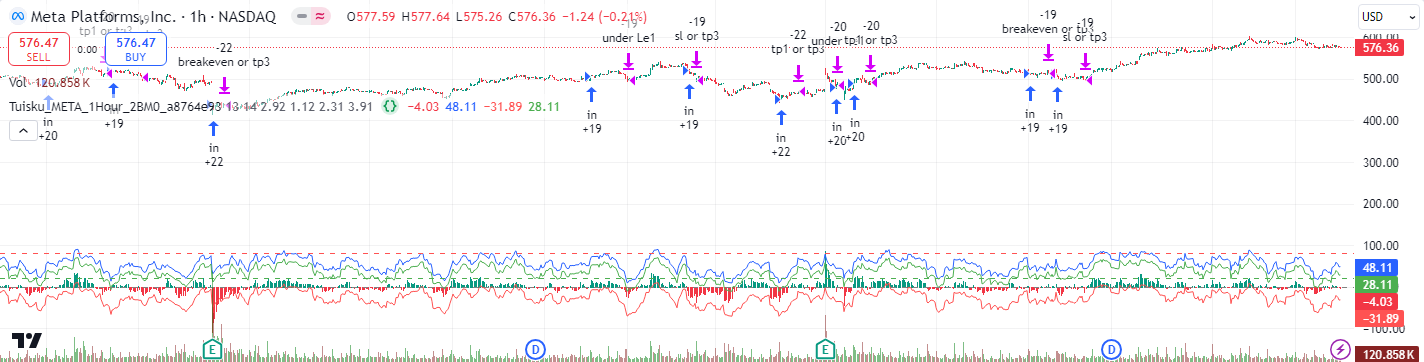 Meta Platforms, Inc. · 1h · NASDAQ O577.59 H577.64 L575.26 C576.36 −1.24 (−0.21%)
USD
576.47
SELL
0.00
576.47
BUY
Vol 120.858 K
Tuisku_META_1Hour_2BM0_a8764e93 13 14 2.92 1.12 2.31 3.91 {} −4.03 48.11 −31.89 28.11
tp1 or tp3
-22
breakeven or tp3
-19
under Le1
-19
sl or tp3
-22
tp1 or tp3
-20
-20
-19
breakeven or tp3
-19
sl or tp3
in
+20
in
+19
in
+22
in
+19
in
+19
in
+22
in
+20
in
+20
in
+19
in
+19
600.00
576.36
500.00
400.00
300.00
200.00
100.00
48.11
28.11
−4.03
−31.89
−100.00
120.858 K
E
D
E
D